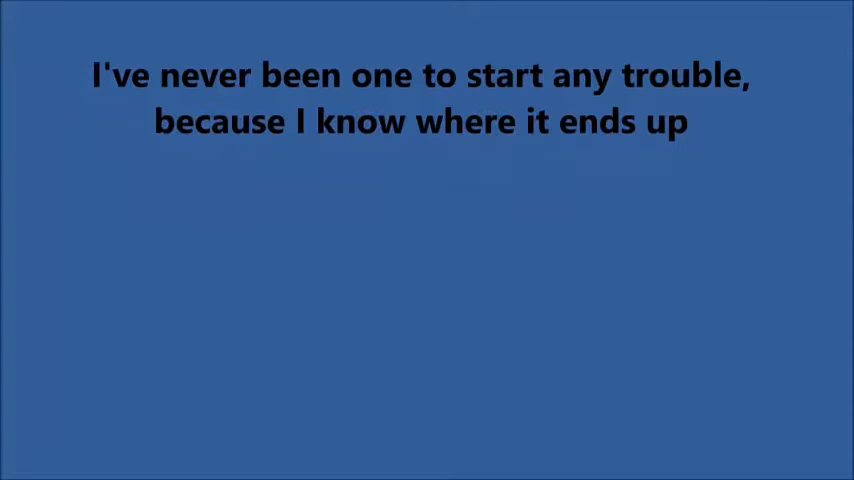 I've never been one to start any trouble,
because I know where it ends up